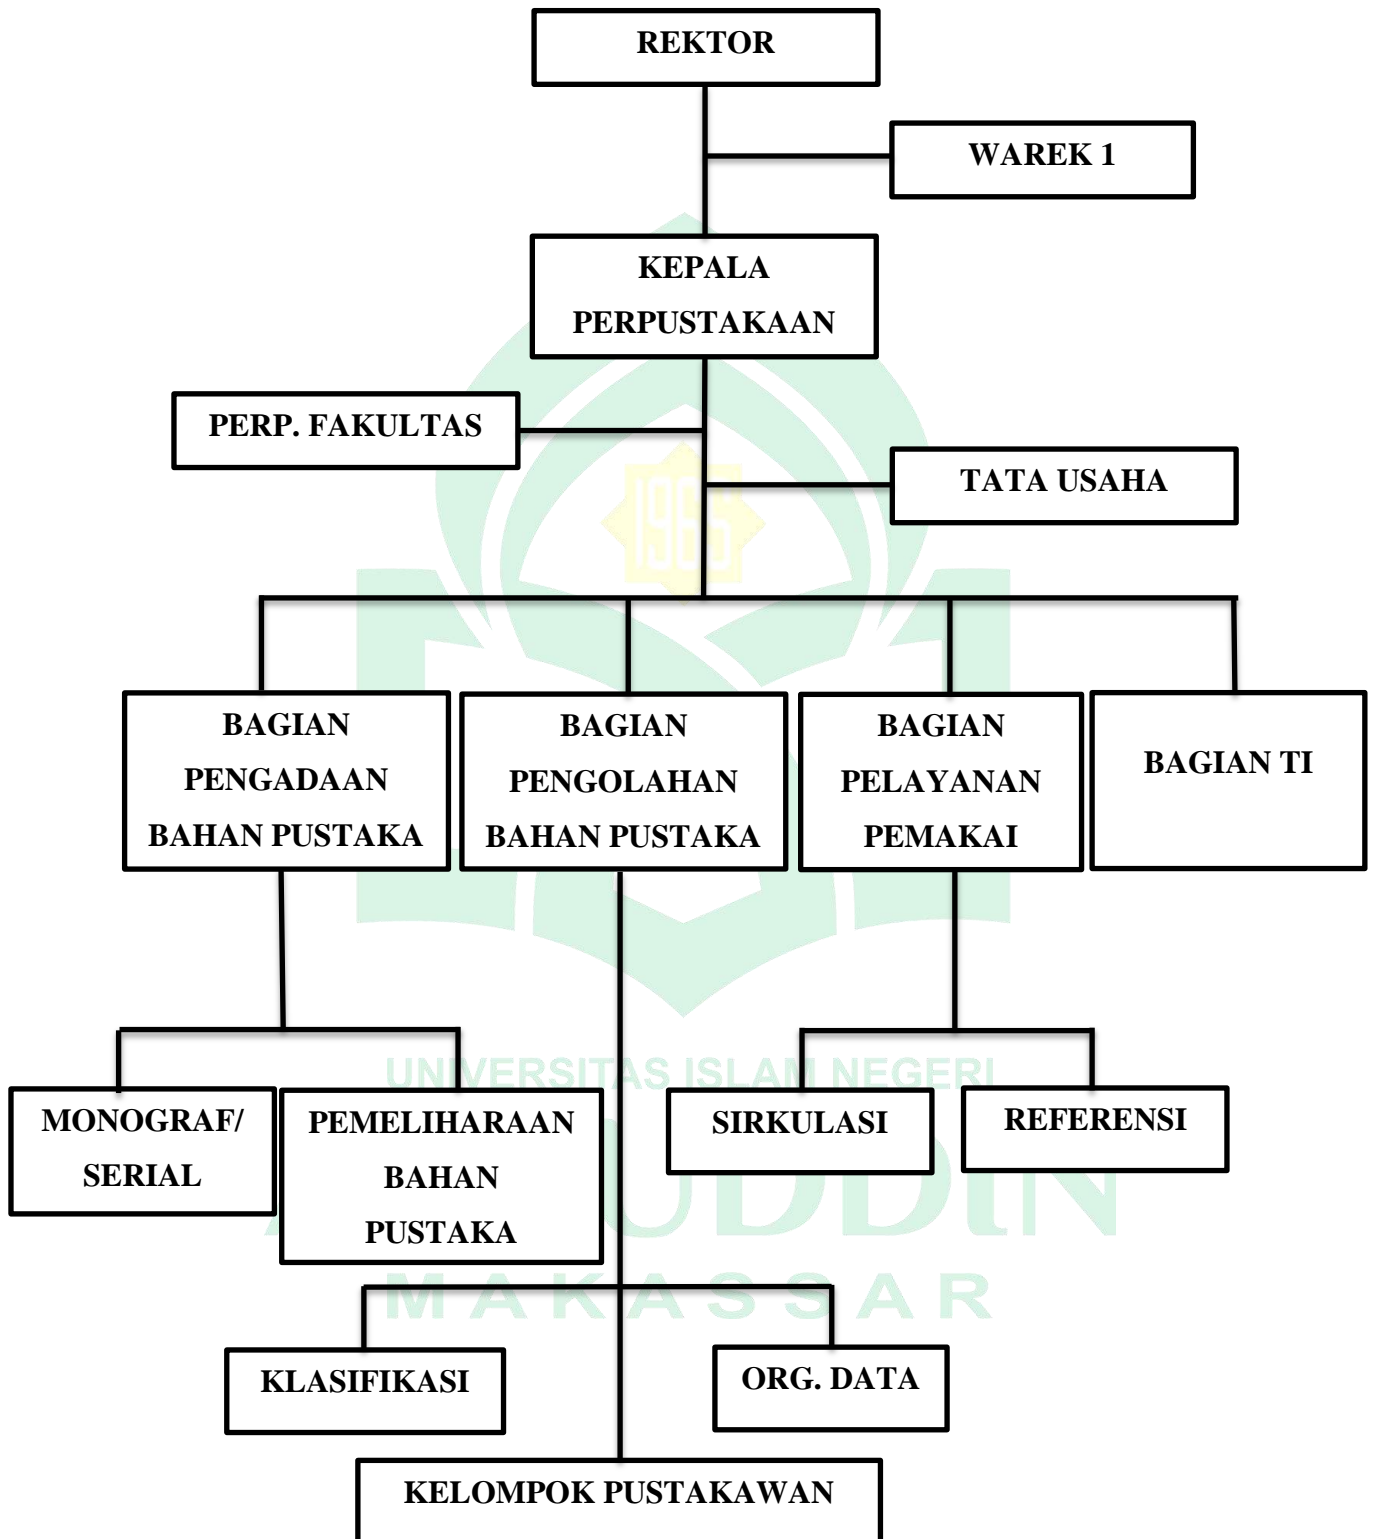 REKTOR
WAREK 1
KEPALA
PERPUSTAKAAN
PERP. FAKULTAS
TATA USAHA
1965
BAGIAN
PENGADAAN
BAHAN PUSTAKA
BAGIAN
PENGOLAHAN
BAHAN PUSTAKA
BAGIAN
PELAYANAN
PEMAKAI
BAGIAN TI
UNIVERSITAS ISLAM NEGERI
MONOGRAF/
SERIAL
PEMELIHARAAN
BAHAN
PUSTAKA
SIRKULASI
REFERENSI
MAKASSAR
KLASIFIKASI
ORG. DATA
KELOMPOK PUSTAKAWAN